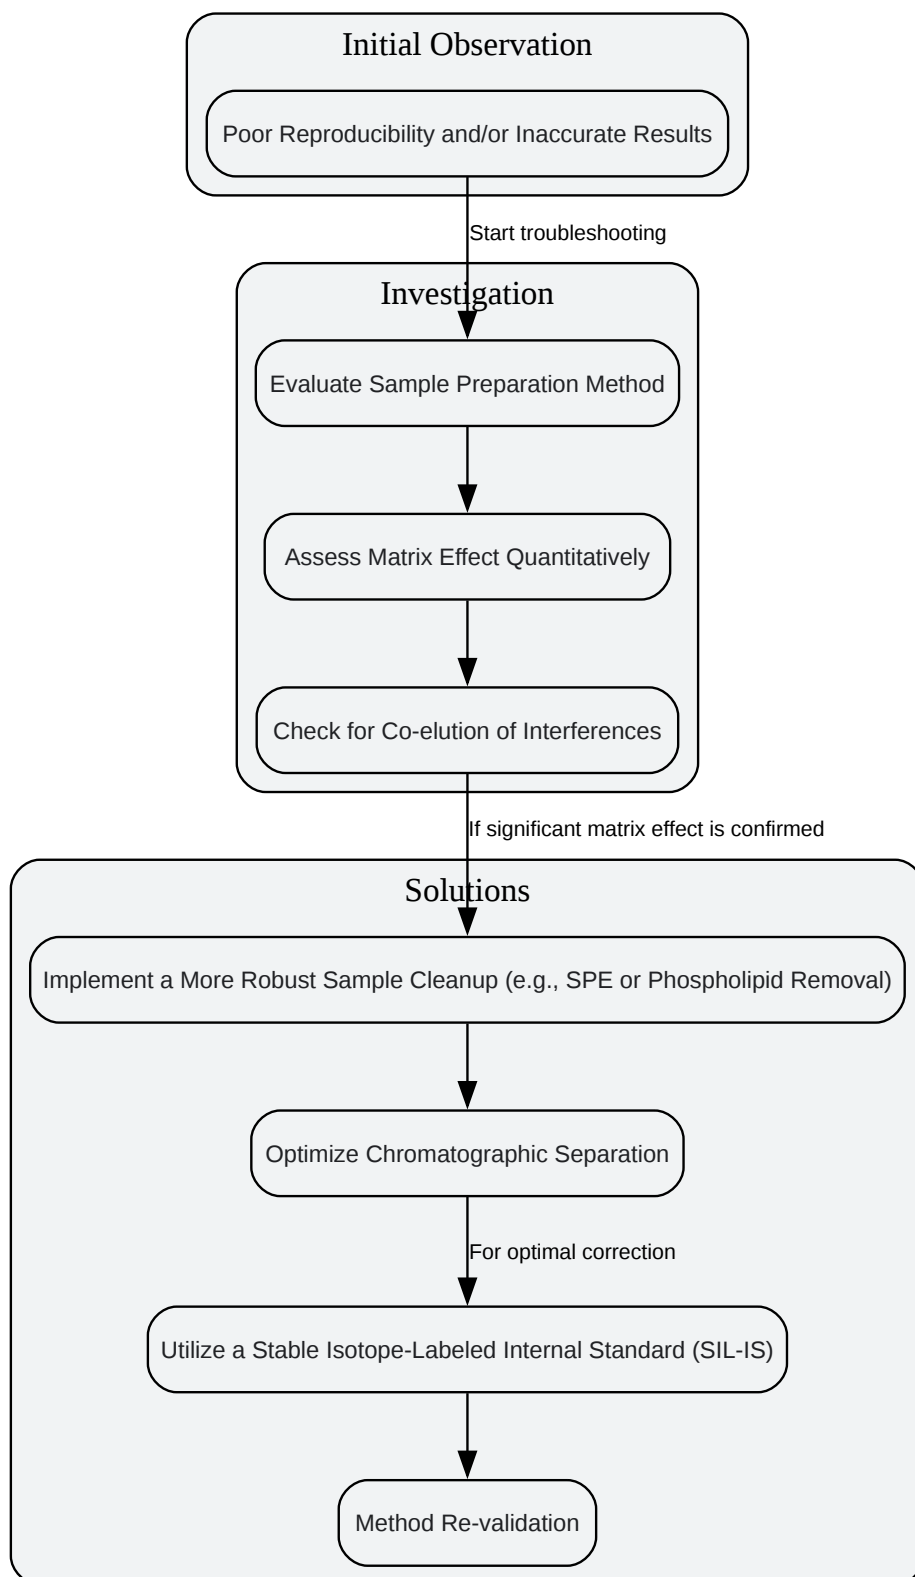 Initial Observation
Poor Reproducibility and/or Inaccurate Results
Start troubleshooting
Investigation
Evaluate Sample Preparation Method
Assess Matrix Effect Quantitatively
Check for Co-elution of Interferences
If significant matrix effect is confirmed
Solutions
Implement a More Robust Sample Cleanup (e.g., SPE or Phospholipid Removal)
Optimize Chromatographic Separation
For optimal correction
Utilize a Stable Isotope-Labeled Internal Standard (SIL-IS)
Method Re-validation